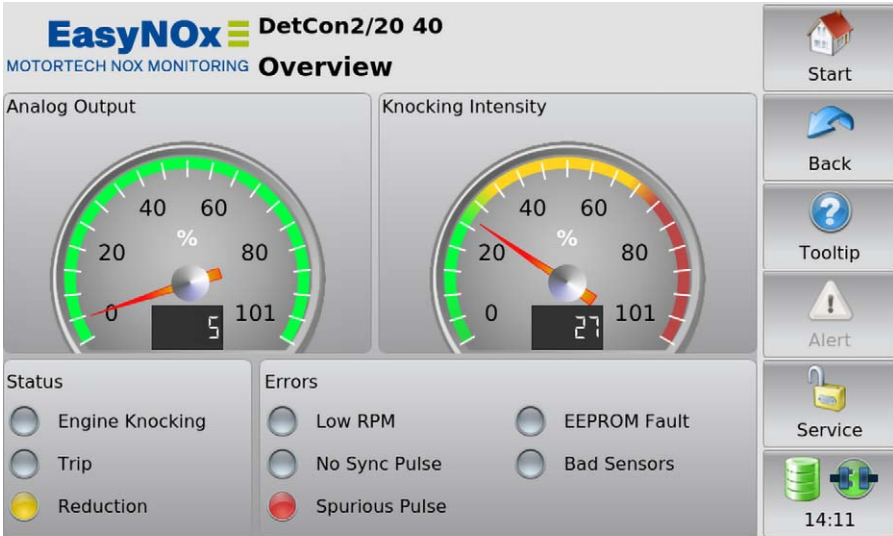 EasyNOx
MOTORTECH NOX MONITORING
DetCon2/20 40
Overview
Start
Back
Tooltip
Alert
Service
14:11
Analog Output
0
20
40
60
80
101
%
5
Knocking Intensity
0
20
40
60
80
101
%
27
Status
Engine Knocking
Trip
Reduction
Errors
Low RPM
No Sync Pulse
Spurious Pulse
EEPROM Fault
Bad Sensors